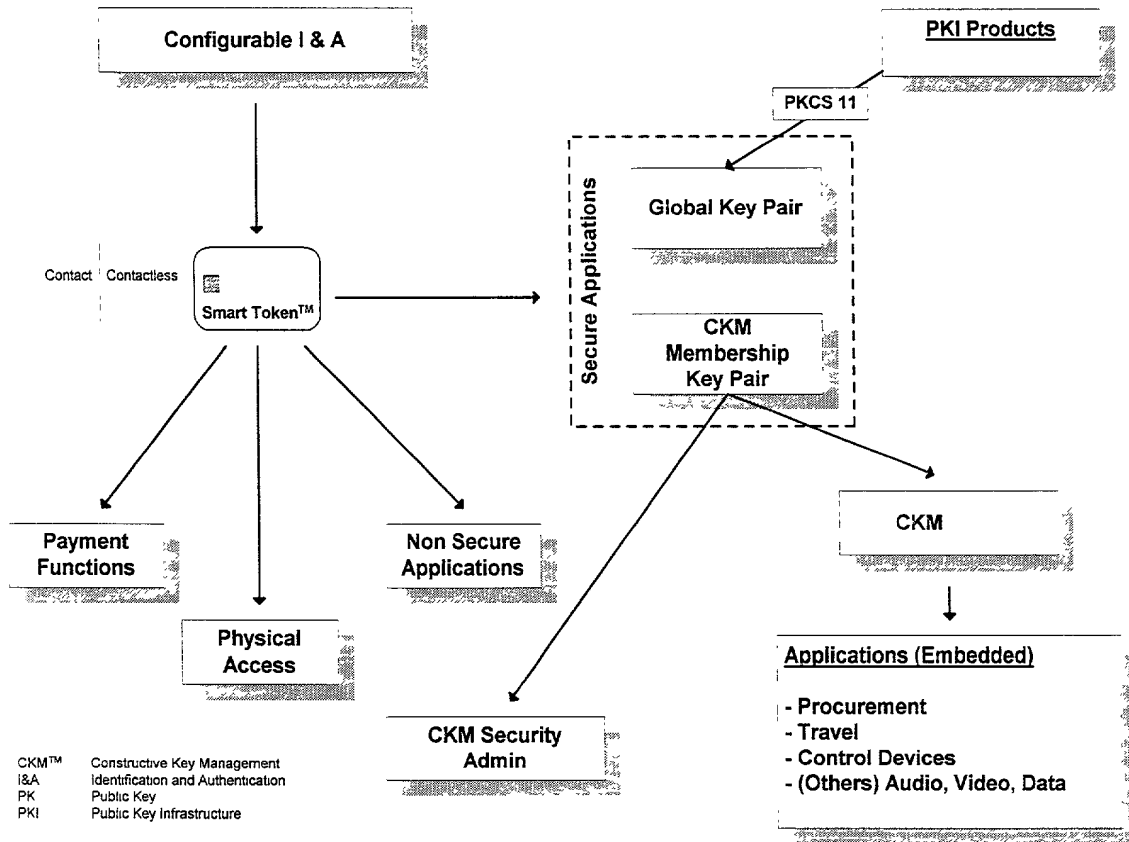 Configurable I & A
PKI Products
PKCS 11
Secure Applications
Global Key Pair
Contact
Contactless
Smart Token™
CKM
Membership
Key Pair
CKM
Payment
Functions
Non Secure
Applications
Physical
Access
Applications (Embedded)
- Procurement
- Travel
- Control Devices
- (Others) Audio, Video, Data
CKM Security
Admin
CKM™ Constructive Key Management
I&A Identification and Authentication
PK Public Key
PKI Public Key Infrastructure